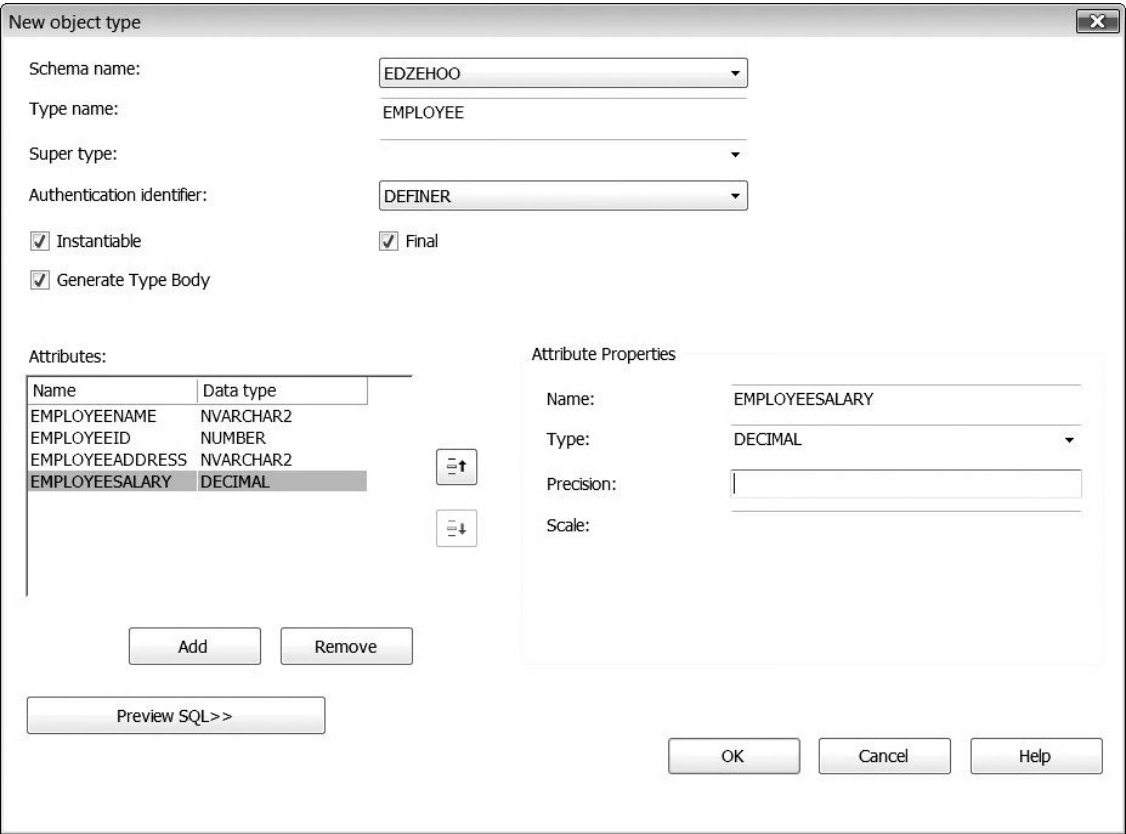 New object type
Schema name: EDZEHOO
Type name: EMPLOYEE
Super type:
Authentication identifier: DEFINER
Instantiable Final
Generate Type Body
Attributes:
Name Data type
EMPLOYEENAME NVARCHAR2
EMPLOYEEID NUMBER
EMPLOYEEADDRESS NVARCHAR2
EMPLOYEESALARY DECIMAL
Add Remove
Preview SQL>>
Attribute Properties
Name: EMPLOYEESALARY
Type: DECIMAL
Precision:
Scale:
OK Cancel Help